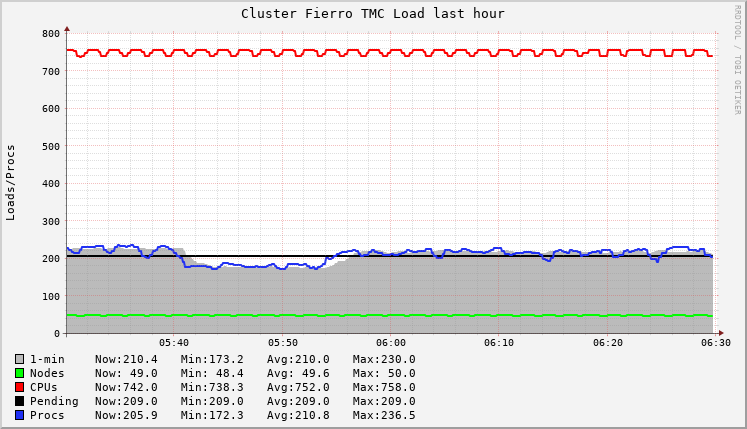 Cluster Fierro TMC Load last hour
RRDTOOL / TOBI OETIKER
Loads/Procs
800
700
600
500
400
300
200
100
0
05:40 05:50 06:00 06:10 06:20 06:30
1-min Now:210.4 Min:173.2 Avg:210.0 Max:230.0
Nodes Now: 49.0 Min: 48.4 Avg: 49.6 Max: 50.0
CPUs Now:742.0 Min:738.3 Avg:752.0 Max:758.0
Pending Now:209.0 Min:209.0 Avg:209.0 Max:209.0
Procs Now:205.9 Min:172.3 Avg:210.8 Max:236.5